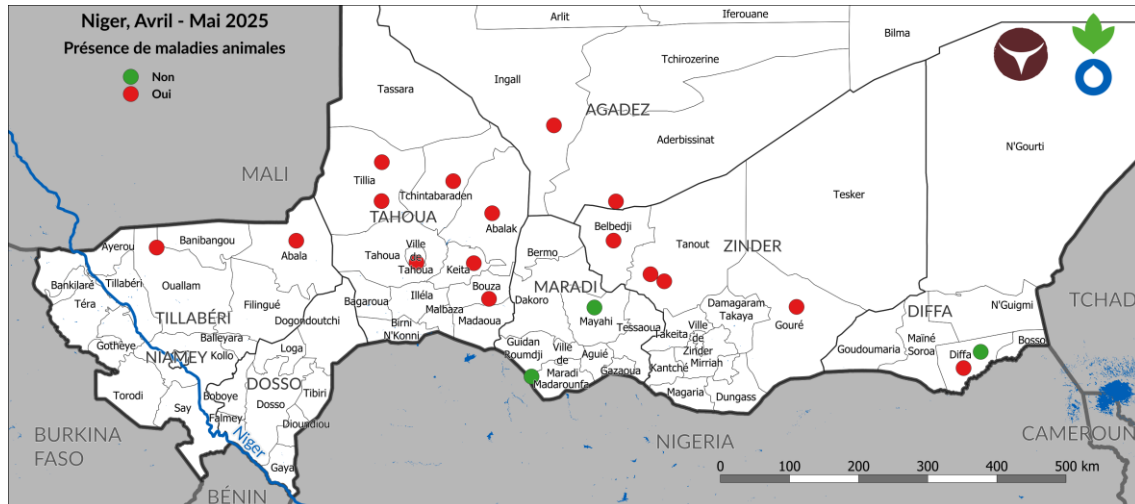 Niger, Avril - Mai 2025
Présence de maladies animales
Non
Oui
Arlit
Iferouane
Bilma
Tchirozerine
Ingall
Tassara
AGADEZ
Aderbissinat
N'Gourti
MALI
Tillia
Tchintabaraden
Tesker
TAHOUA
Abalak
Belbedji
Tanout
ZINDER
Ayerou
Banibangou
Abala
Tahoua
Ville
de
Tahoua
Keita
Bermo
Bankilaré
Tillabéri
Ouallam
Bouza
MARADI
Téra
Filingué
Bagaroua
Illéla
Malbaza
Madaoua
Dakoro
Mayahi
Damagaram
Takaya
Gouré
N'Guigmi
TCHAD
TILLABÉRI
Dogondoutchi
Birni
N'Konni
Tessaoua
Takeita
Ville
de
Zinder
Mirriah
DIFFA
Gothèye
Balleyara
Kollo
NIAMEY
Loga
Guidan
Roumdji
Ville
de
Maradi
Madarounfa
Aguié
Gazaoua
Kantché
Goudoumaria
Maïné
Soroa
Diffa
Bosso
DOSSO
Tibiri
Torodi
Say
Boboye
Dosso
Magaria
Dungass
Falmey
Dioundiou
BURKINA
FASO
Niger
Gaya
NIGERIA
CAMEROUN
BÉNIN
0 100 200 300 400 500 km